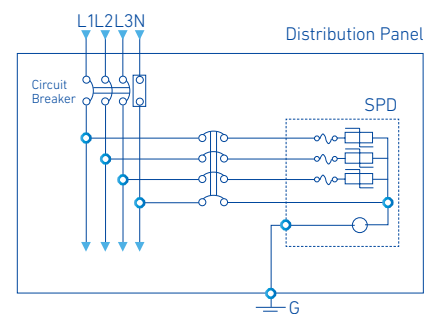 L1L2L3N
Distribution Panel
Circuit
Breaker
SPD
G